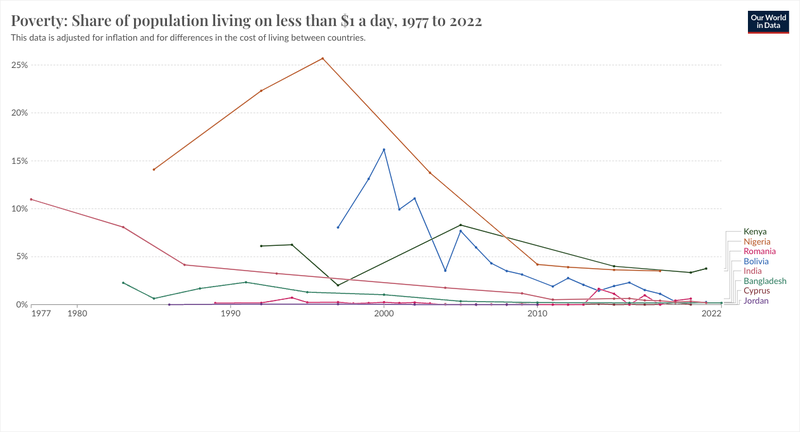 Poverty: Share of population living on less than $1 a day, 1977 to 2022
Our World
in Data
This data is adjusted for inflation and for differences in the cost of living between countries.
25%
20%
15%
10%
5%
0%
1977
1980
1990
2000
2010
2022
Kenya
Nigeria
Romania
Bolivia
India
Bangladesh
Cyprus
Jordan